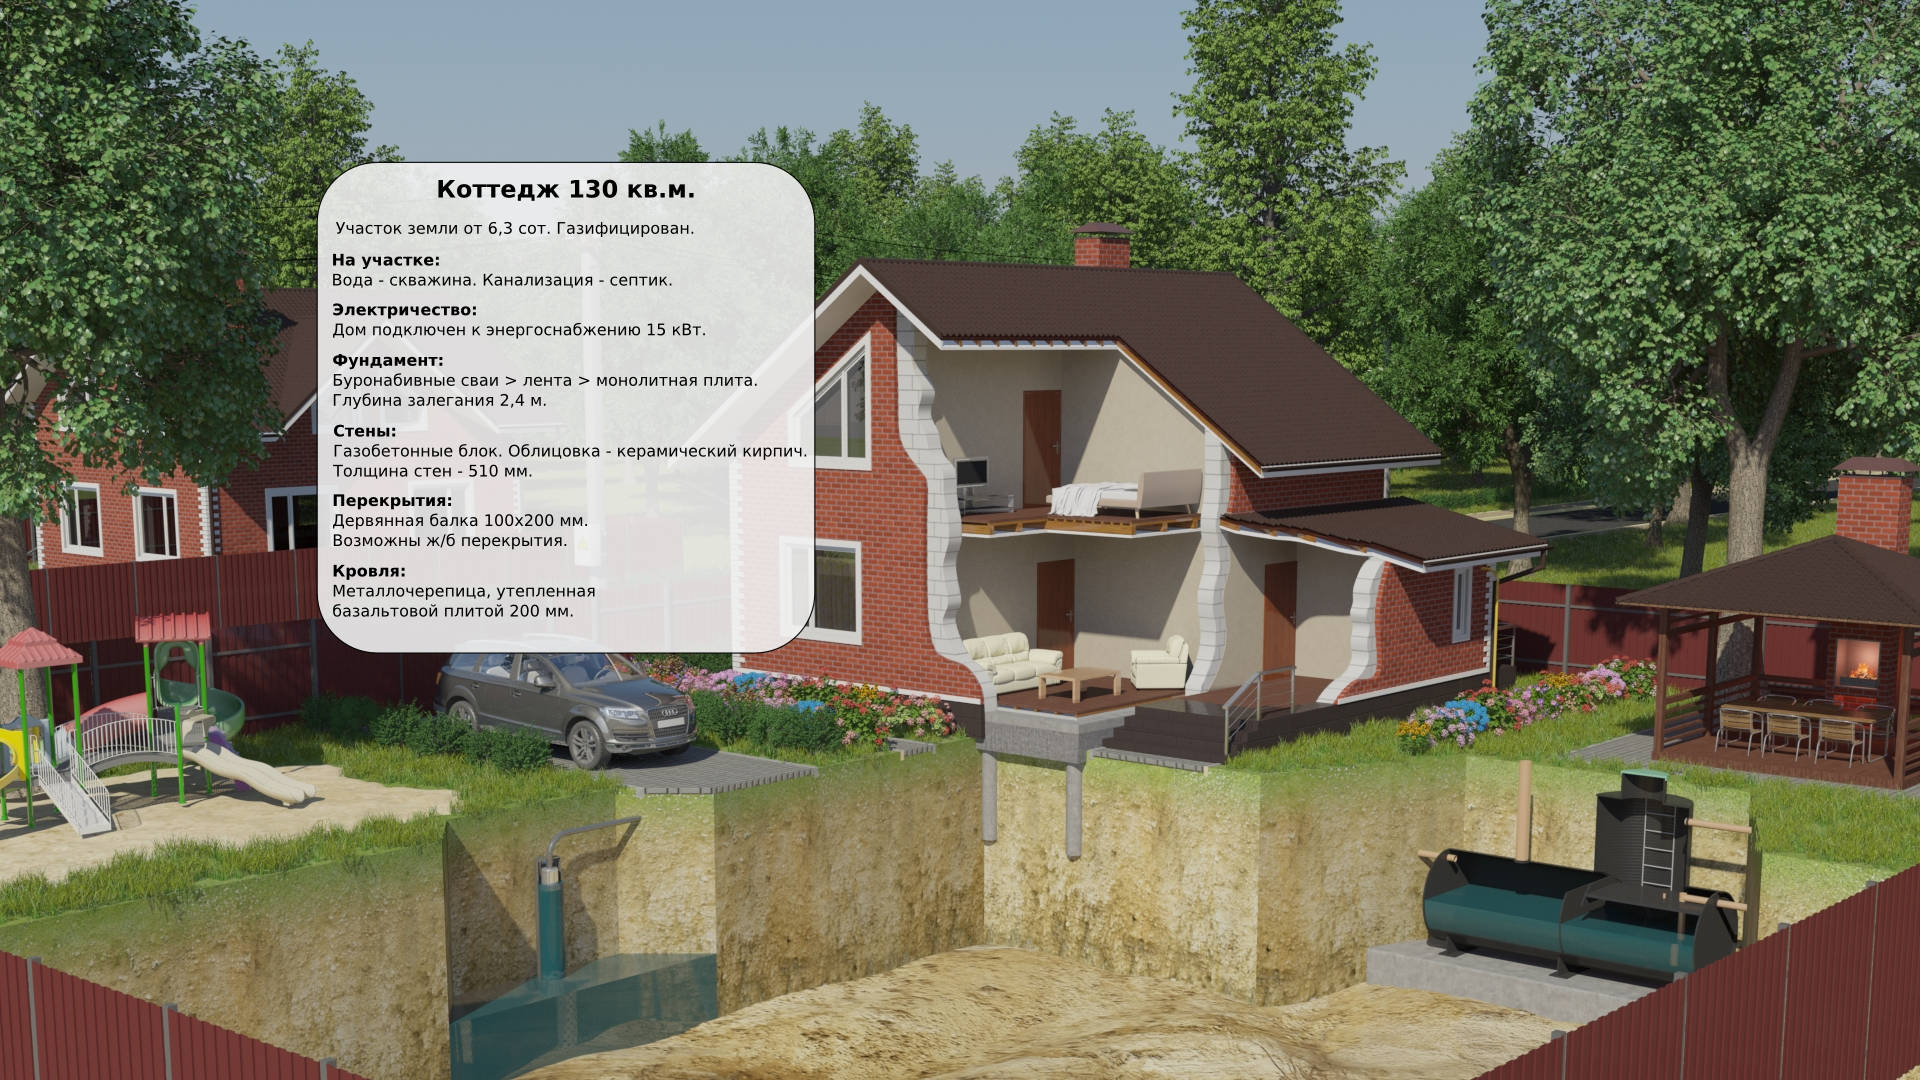 Коттедж 130 кв.м.
Участок земли от 6,3 сот. Газифицирован.
На участке:
Вода - скважина. Канализация - септик.
Электричество:
Дом подключен к энергоснабжению 15 кВт.
Фундамент:
Буронабивные сваи > лента > монолитная плита.
Глубина залегания 2,4 м.
Стены:
Газобетонные блок. Облицовка - керамический кирпич.
Толщина стен - 510 мм.
Перекрытия:
Дервянная балка 100х200 мм.
Возможны ж/б перекрытия.
Кровля:
Металлочерепица, утепленная
базальтовой плитой 200 мм.